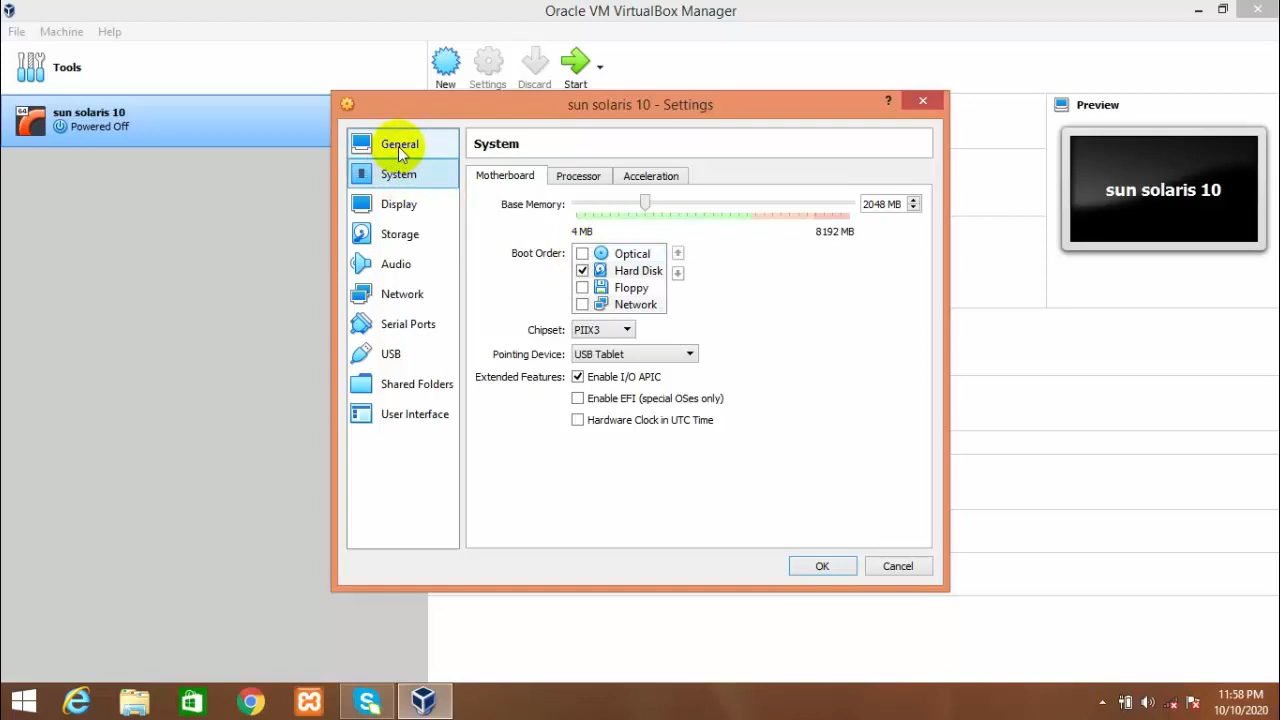 Oracle VM VirtualBox Manager
File Machine Help
Tools
New Settings Discard Start
64
sun solaris 10
Powered Off
sun solaris 10 - Settings
?
Preview
sun solaris 10
General
System
Display
Storage
Audio
Network
Serial Ports
USB
Shared Folders
User Interface
System
Motherboard Processor Acceleration
Base Memory: 2048 MB
4 MB 8192 MB
Boot Order: Optical
Hard Disk
Floppy
Network
Chipset: PIIX3
Pointing Device: USB Tablet
Extended Features: Enable I/O APIC
Enable EFI (special OSes only)
Hardware Clock in UTC Time
OK Cancel
11:58 PM
10/10/2020